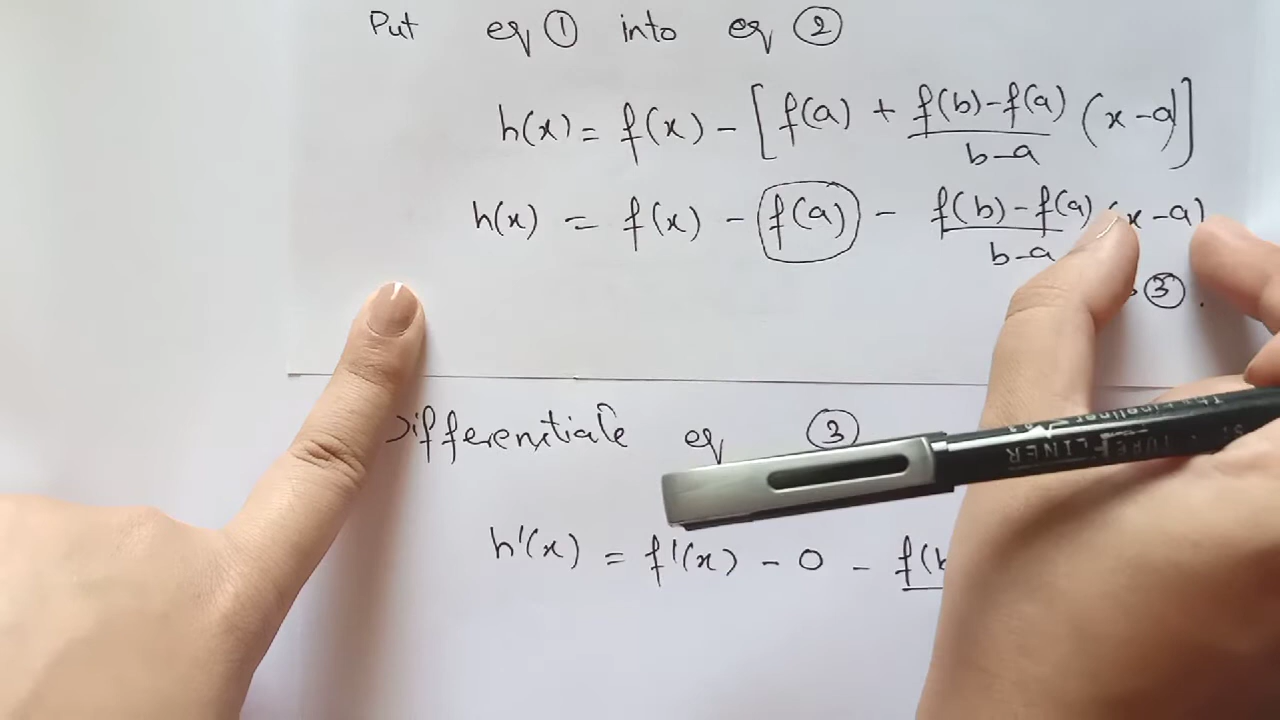 Put eq ① into eq ②
h(x) = f(x) - [f(a) + f(b)-f(a)/b-a (x-a)]
h(x) = f(x) - f(a) - f(b)-f(a)/b-a (x-a)
③.
Differentiate eq ③
h'(x) = f'(x) - 0 - f(b